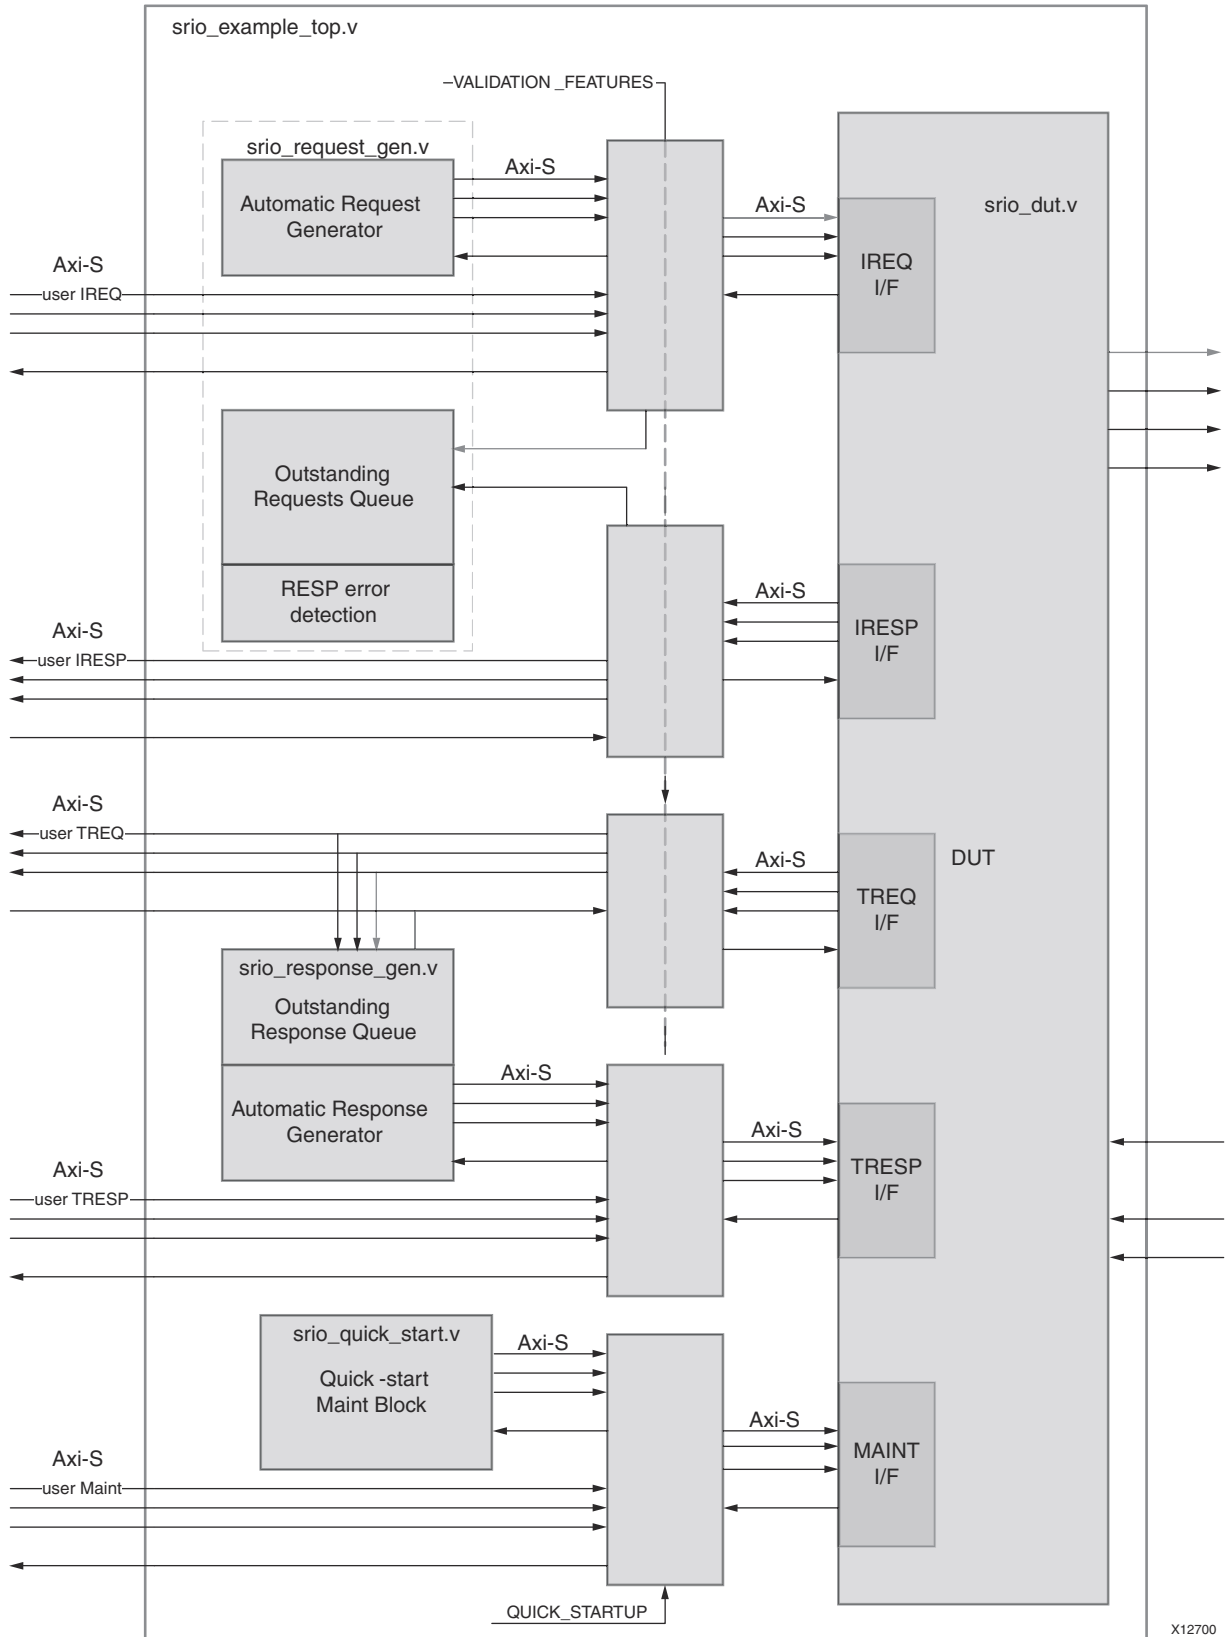 srio_example_top.v
VALIDATION _FEATURES
srio_request_gen.v
Axi-S
Automatic Request
Generator
Axi-S
srio_dut.v
IREQ
I/F
Axi-S
user IREQ
Outstanding
Requests Queue
RESP error
detection
Axi-S
IRESP
I/F
Axi-S
user IRESP
Axi-S
user TREQ
Axi-S
DUT
TREQ
I/F
srio_response_gen.v
Outstanding
Response Queue
Axi-S
Automatic Response
Generator
Axi-S
TRESP
I/F
Axi-S
user TRESP
srio_quick_start.v
Axi-S
Quick -start
Maint Block
Axi-S
MAINT
I/F
Axi-S
user Maint
QUICK_STARTUP
X12700